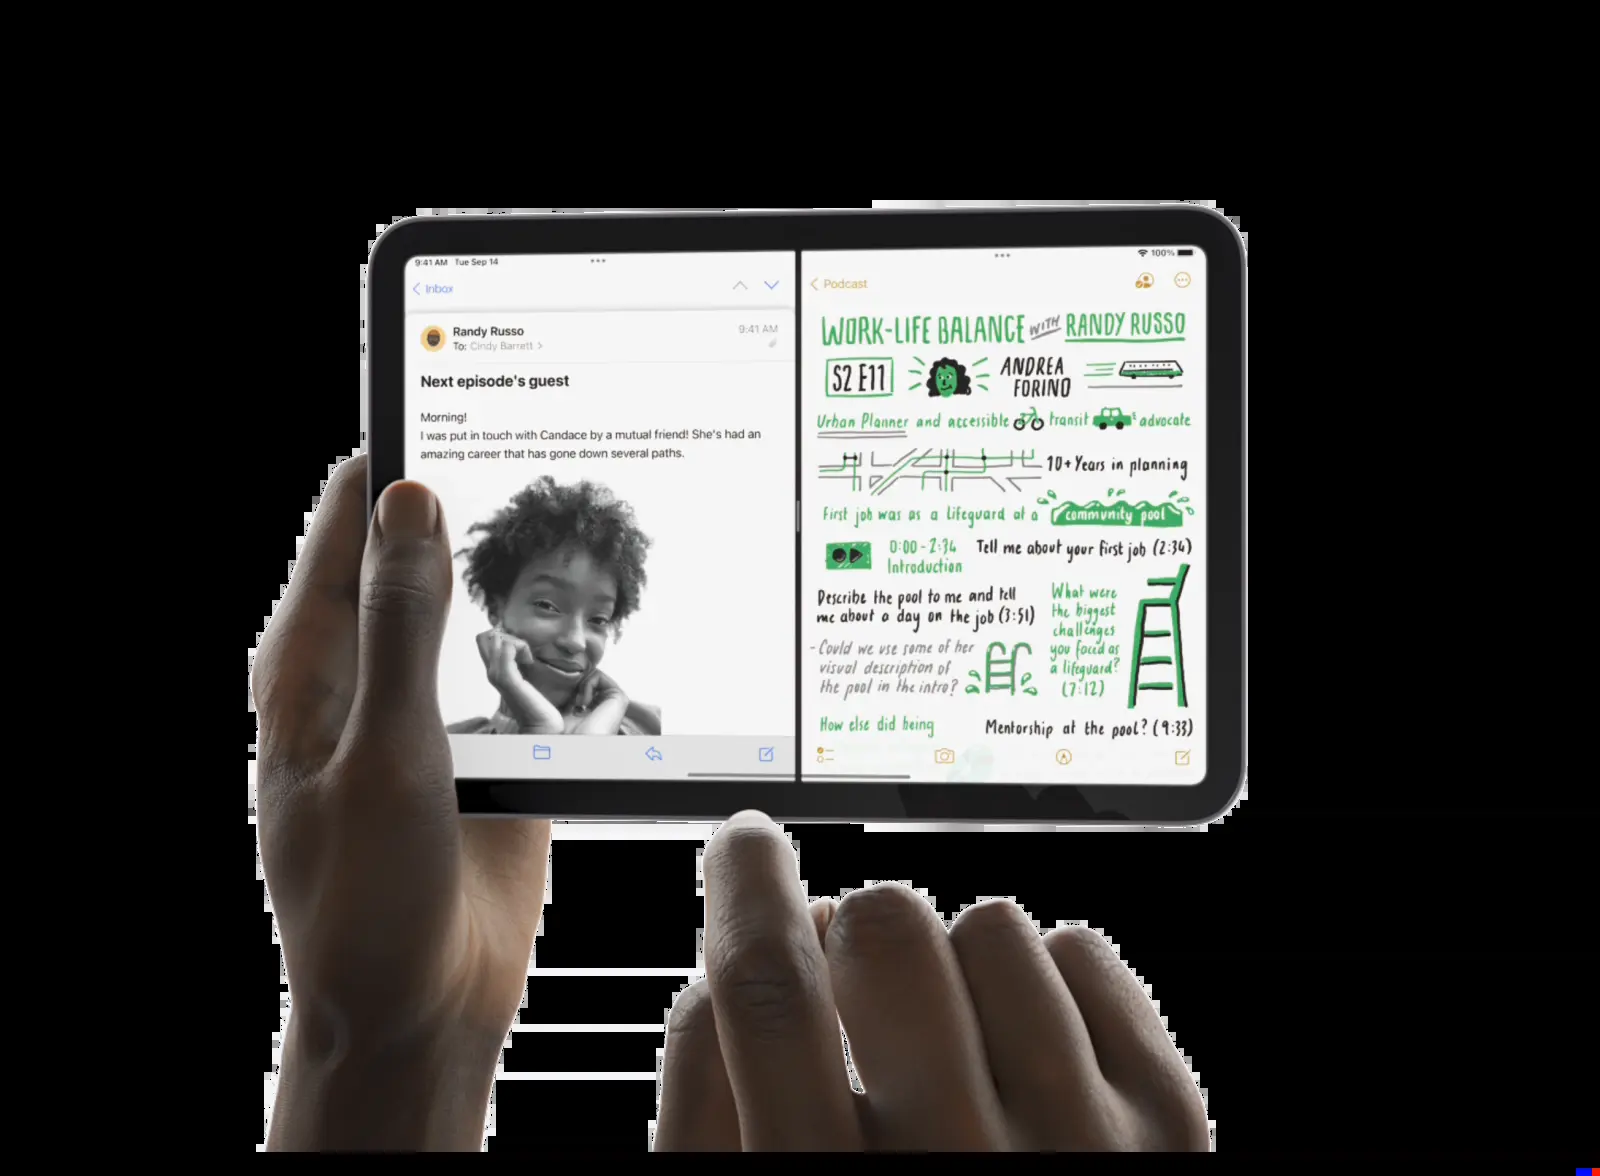 9:41 AM Tue Sep 14
Inbox
Randy Russo
9:41 AM
To: Cindy Barrett >
Next episode's guest
Morning!
I was put in touch with Candace by a mutual friend! She's had an
amazing career that has gone down several paths.
100%
Podcast
WORK-LIFE BALANCE WITH RANDY RUSSO
S2 E11
ANDREA
FORINO
Urban Planner and accessible transit & advocate
10+ Years in planning
First job was as a lifeguard at a community pool
0:00 - 2:34
Introduction
Tell me about your first job (2:34)
Describe the pool to me and tell
me about a day on the job (3:51)
- Could we use some of her
visual description of
the pool in the intro?
What were
the biggest
challenges
you faced as
a lifeguard?
(7:12)
How else did being
Mentorship at the pool? (9:33)